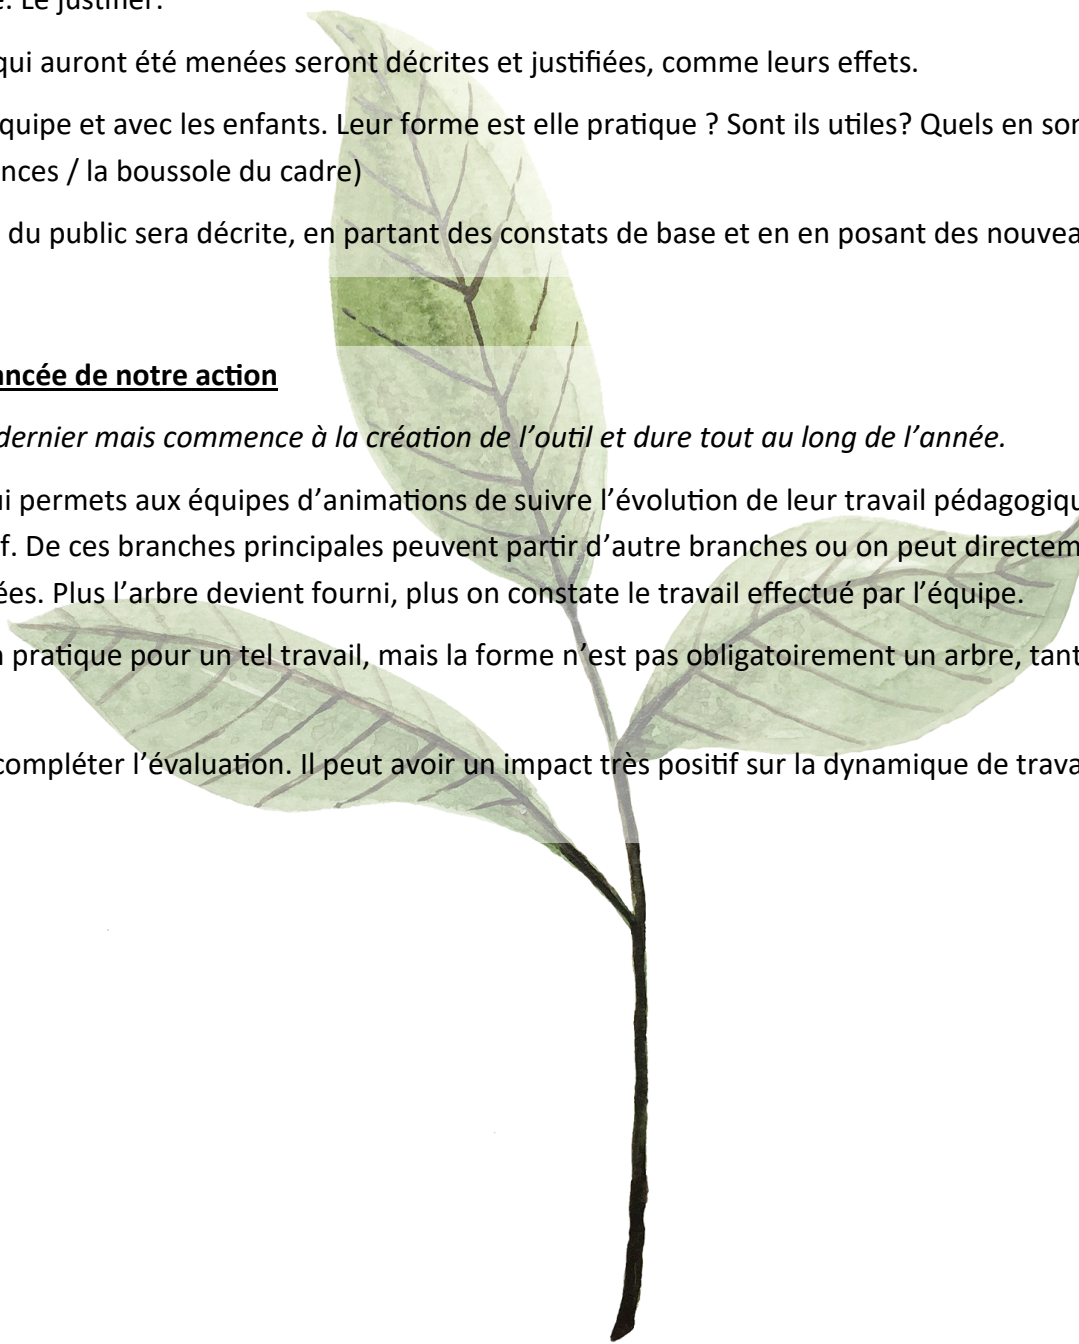 . Le justifier.
qui auront été menées seront décrites et justifiées, comme leurs effets.
quipe et avec les enfants. Leur forme est elle pratique ? Sont ils utiles? Quels en sor
nces / la boussole du cadre)
du public sera décrite, en partant des constats de base et en en posant des nouvea
ancée de notre action
dernier mais commence à la création de l’outil et dure tout au long de l’année.
ui permets aux équipes d’animations de suivre l’évolution de leur travail pédagogiqu
f. De ces branches principales peuvent partir d’autre branches ou on peut directem
ées. Plus l’arbre devient fourni, plus on constate le travail effectué par l’équipe.
n pratique pour un tel travail, mais la forme n’est pas obligatoirement un arbre, tant
compléter l’évaluation. Il peut avoir un impact très positif sur la dynamique de trava